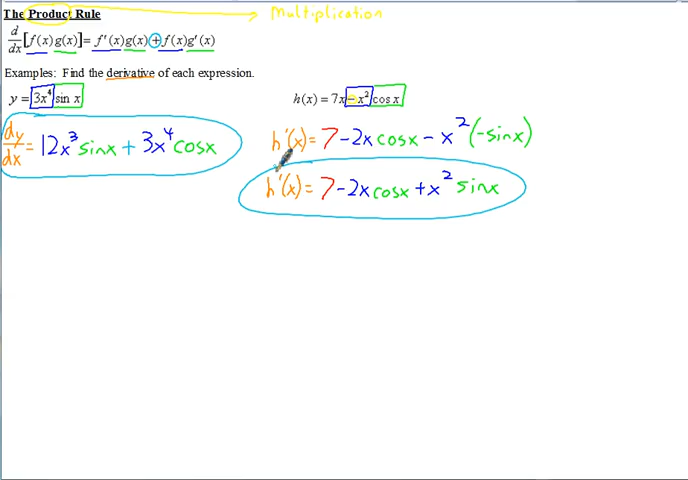 The Product Rule → Multiplication
d/dx [f(x)g(x)] = f'(x)g(x) + f(x)g'(x)
Examples: Find the derivative of each expression.
y = 3x⁴ sin x
dy/dx = 12x³ sinx + 3x⁴ cosx
h(x) = 7x − x² cos x
h'(x) = 7 − 2x cosx − x² (−sinx)
h'(x) = 7 − 2x cosx + x² sinx